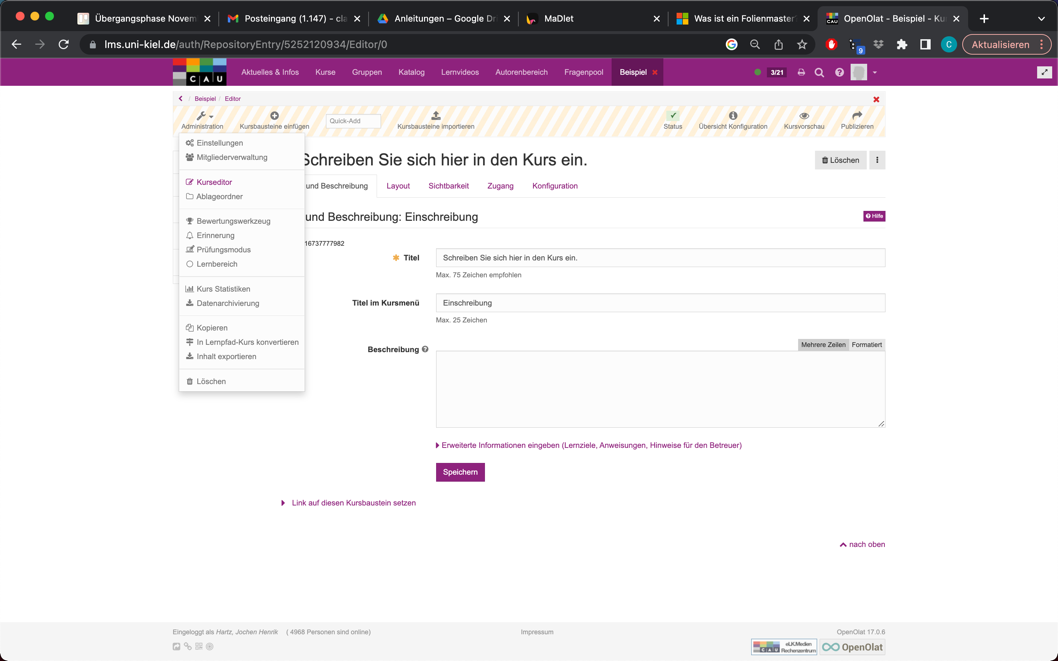 Übergangsphase Novem
Posteingang (1.147) – cl
Anleitungen – Google Dr
MaDlet
Was ist ein Folienmaster
OpenOlat - Beispiel - Ku
lms.uni-kiel.de/auth/RepositoryEntry/5252120934/Editor/0
9
C
Aktualisieren
C A U
Aktuelles & Infos
Kurse
Gruppen
Katalog
Lernvideos
Autorenbereich
Fragenpool
Beispiel
3/21
Beispiel / Editor
Administration
Kursbausteine einfügen
Quick-Add
Kursbausteine importieren
Status
Übersicht Konfiguration
Kursvorschau
Publizieren
Einstellungen
Mitgliederverwaltung
Kurseditor
Ablageordner
Bewertungswerkzeug
Erinnerung
Prüfungsmodus
Lernbereich
Kurs Statistiken
Datenarchivierung
Kopieren
In Lernpfad-Kurs konvertieren
Inhalt exportieren
Löschen
Schreiben Sie sich hier in den Kurs ein.
Löschen
und Beschreibung
Layout
Sichtbarkeit
Zugang
Konfiguration
und Beschreibung: Einschreibung
Hilfe
16737777982
Titel
Schreiben Sie sich hier in den Kurs ein.
Max. 75 Zeichen empfohlen
Titel im Kursmenü
Einschreibung
Max. 25 Zeichen
Beschreibung
Mehrere Zeilen
Formatiert
Erweiterte Informationen eingeben (Lernziele, Anweisungen, Hinweise für den Betreuer)
Speichern
Link auf diesen Kursbaustein setzen
nach oben
Eingeloggt als Hartz, Jochen Henrik ( 4968 Personen sind online)
Impressum
OpenOlat 17.0.6
eLK.Medien
Rechenzentrum
OpenOlat